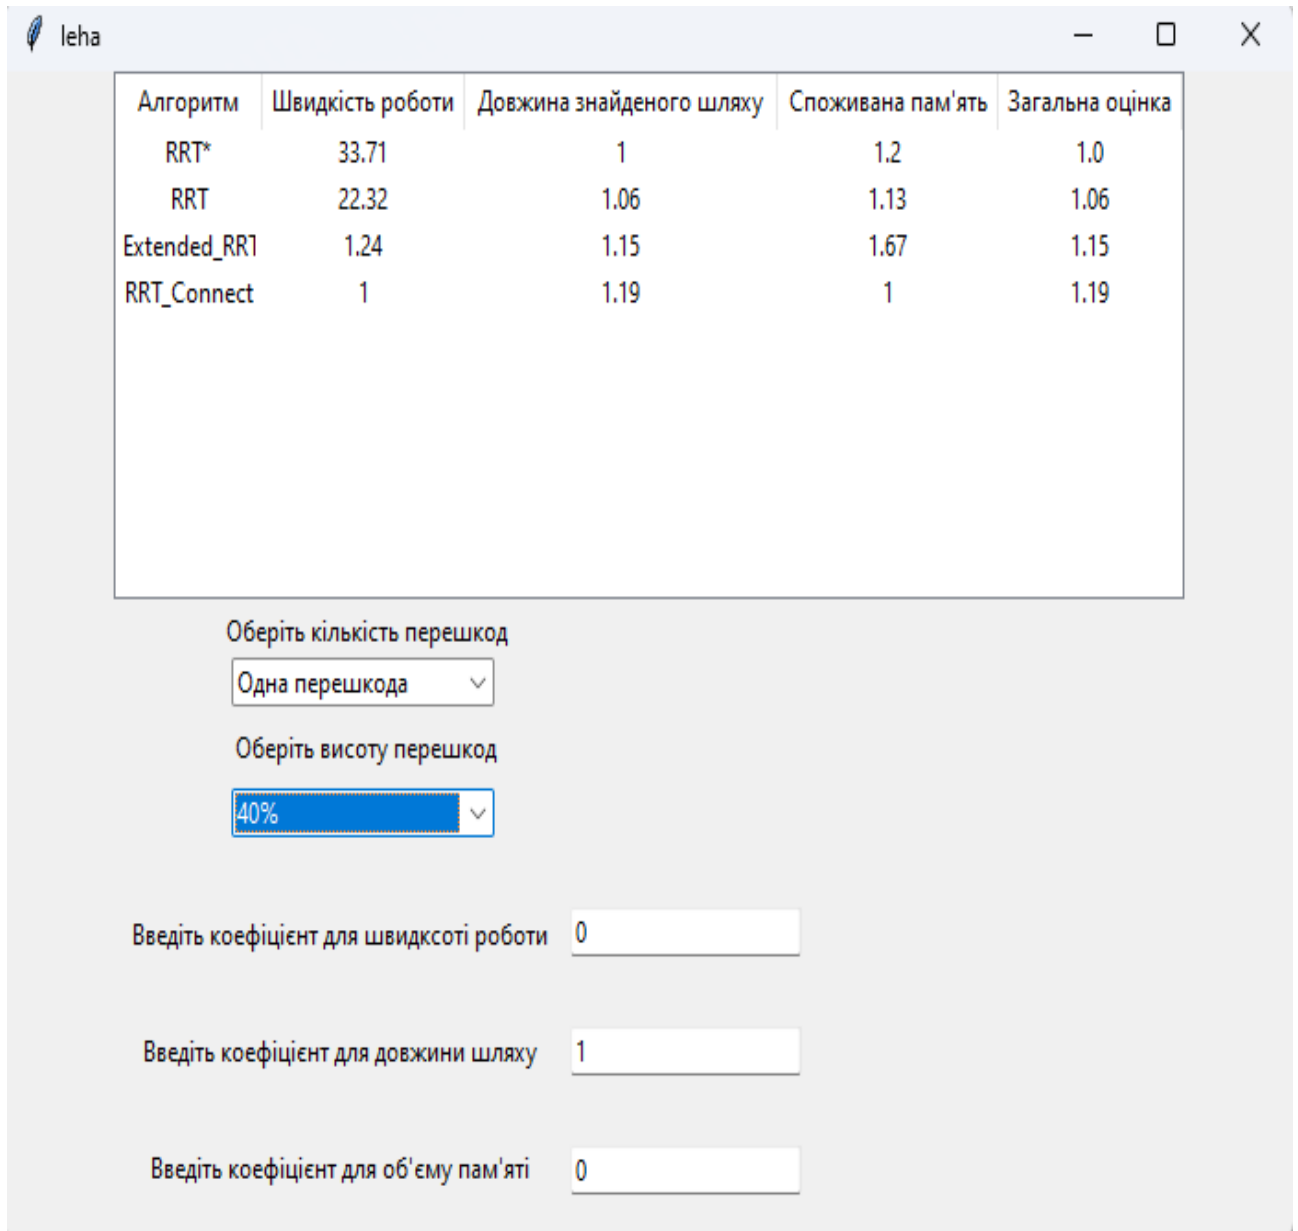 leha
Алгоритм Швидкість роботи Довжина знайденого шляху Споживана пам'ять Загальна оцінка
RRT* 33.71 1 1.2 1.0
RRT 22.32 1.06 1.13 1.06
Extended_RRT 1.24 1.15 1.67 1.15
RRT_Connect 1 1.19 1 1.19
Оберіть кількість перешкод
Одна перешкода
Оберіть висоту перешкод
40%
Введіть коефіцієнт для швидксоті роботи 0
Введіть коефіцієнт для довжини шляху 1
Введіть коефіцієнт для об'єму пам'яті 0